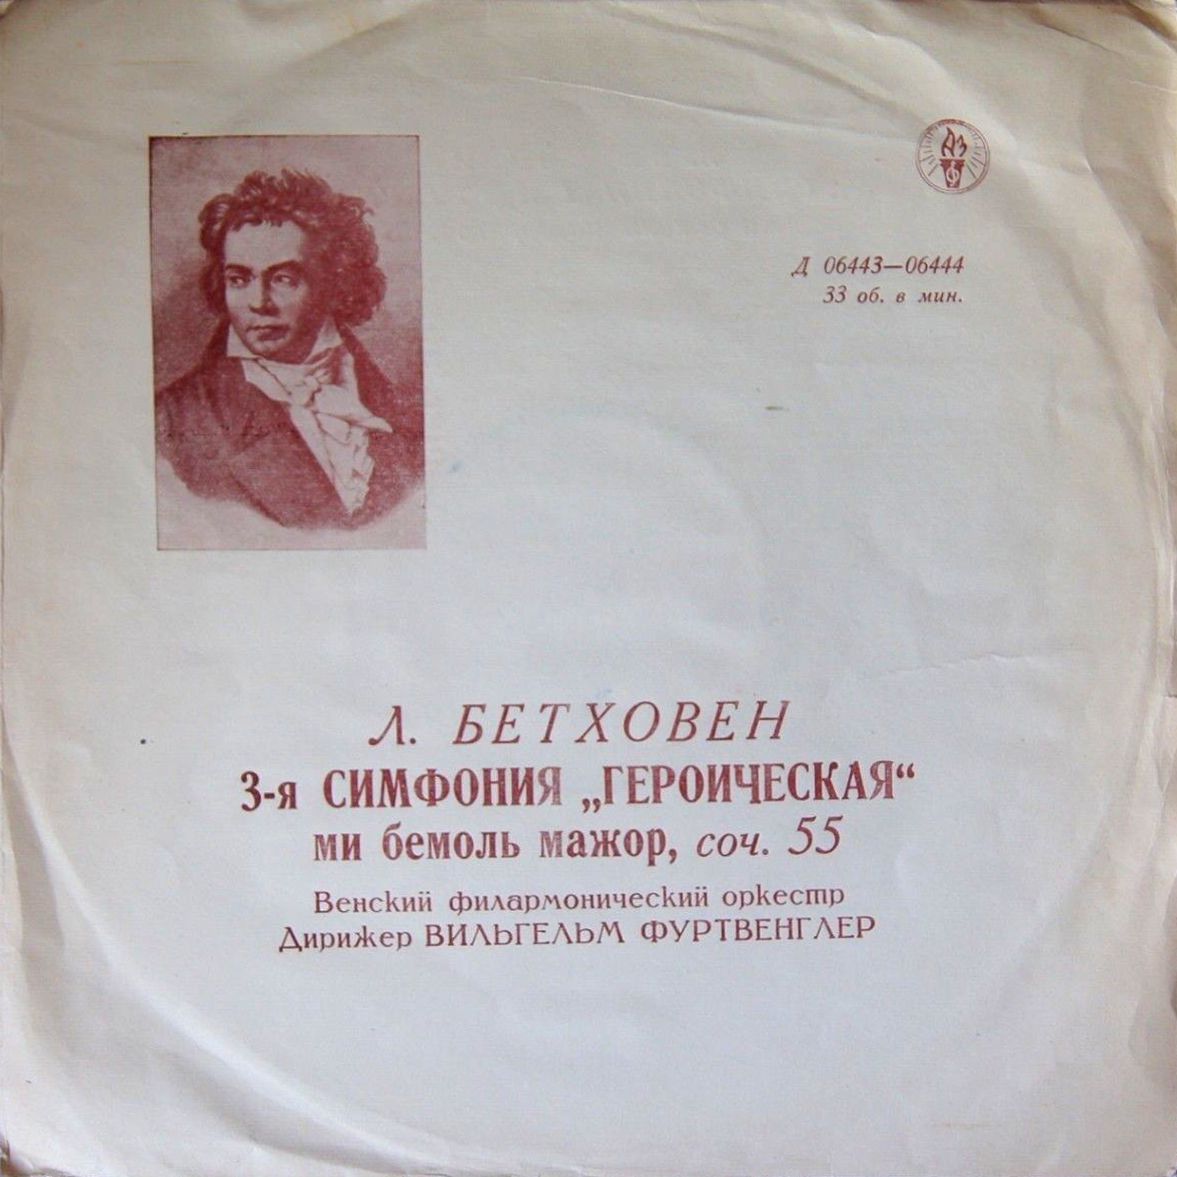 АЗ
Д 06443—06444
33 об. в мин.
Л. БЕТХОВЕН
3-я СИМФОНИЯ „ГЕРОИЧЕСКАЯ“
ми бемоль мажор, соч. 55
Венский филармонический оркестр
Дирижер ВИЛЬГЕЛЬМ ФУРТВЕНГЛЕР